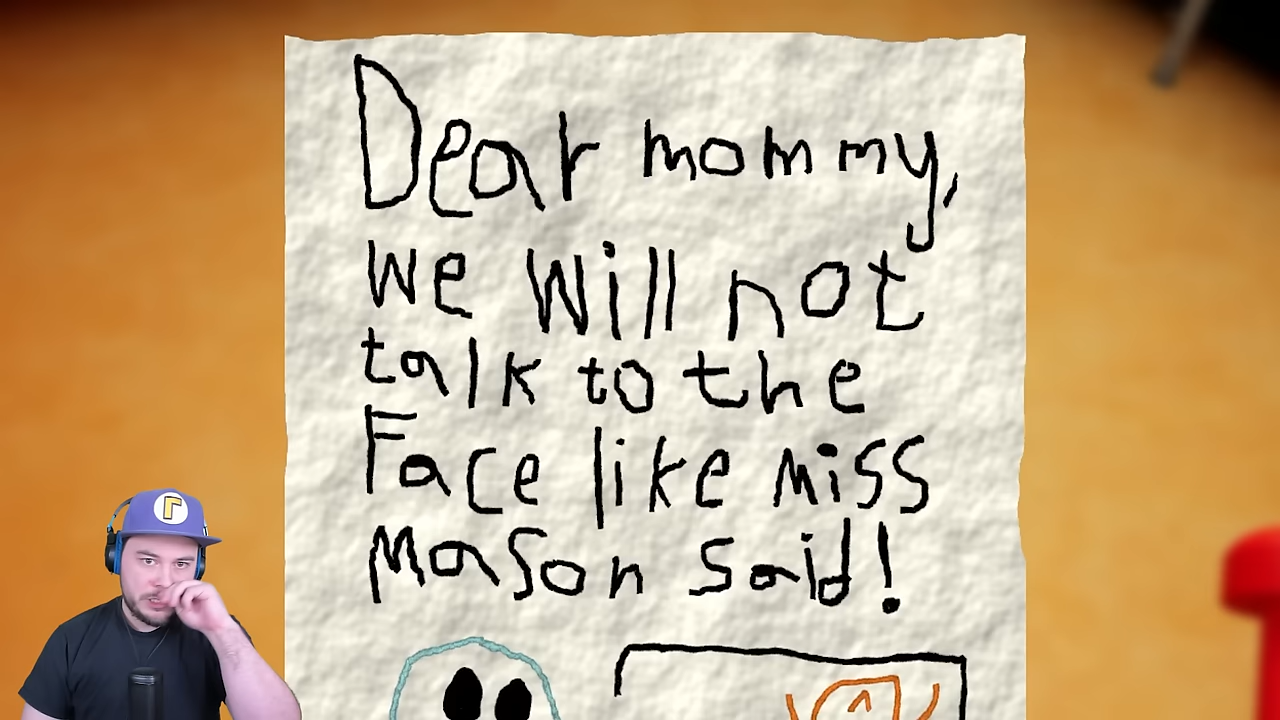 Dear mommy,
we will not
talk to the
Face like miss
mason said!